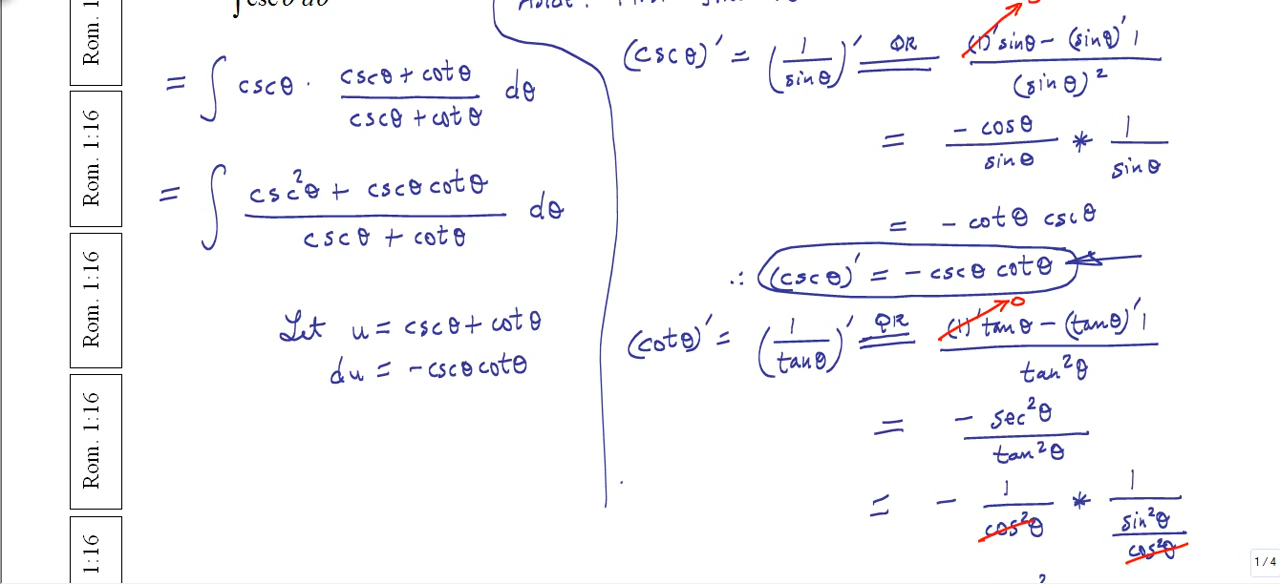 ∫ csc θ dθ
= ∫ cscθ · (cscθ + cotθ)/(cscθ + cotθ) dθ
= ∫ (csc²θ + cscθ cotθ)/(cscθ + cotθ) dθ
Let u = cscθ + cotθ
du = -cscθ cotθ
(cscθ)′ = (1/sinθ)′ QR ((1)′ sinθ - (sinθ)′ 1)/(sinθ)² 0
= -cosθ/sinθ * 1/sinθ
= - cotθ cscθ
∴ (cscθ)′ = - cscθ cotθ
(cotθ)′ = (1/tanθ)′ QR ((1)′ tanθ - (tanθ)′ 1)/tan²θ 0
= - sec²θ/tan²θ
= - 1/cos²θ * 1/(sin²θ/cos²θ)
Rom. 1
Rom. 1:16
Rom. 1:16
Rom. 1:16
1:16
1/4